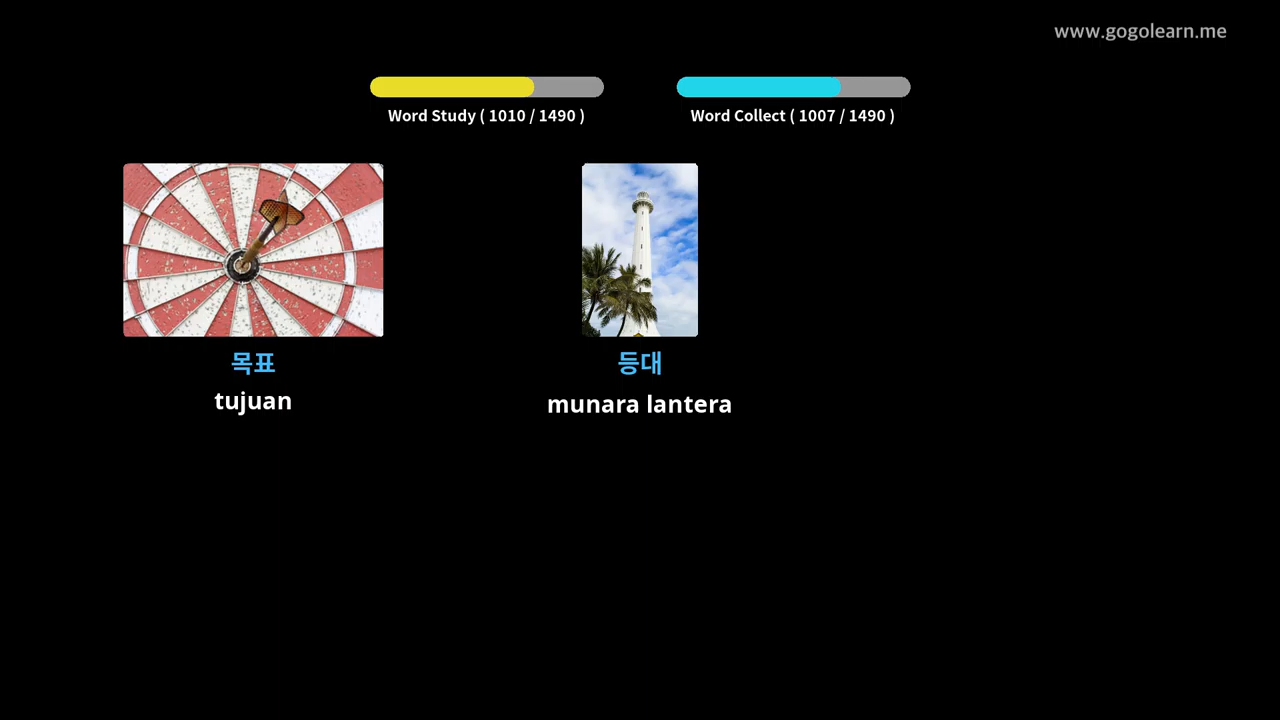 www.gogolearn.me
Word Study ( 1010 / 1490 )
Word Collect ( 1007 / 1490 )
목표
tujuan
등대
munara lantera